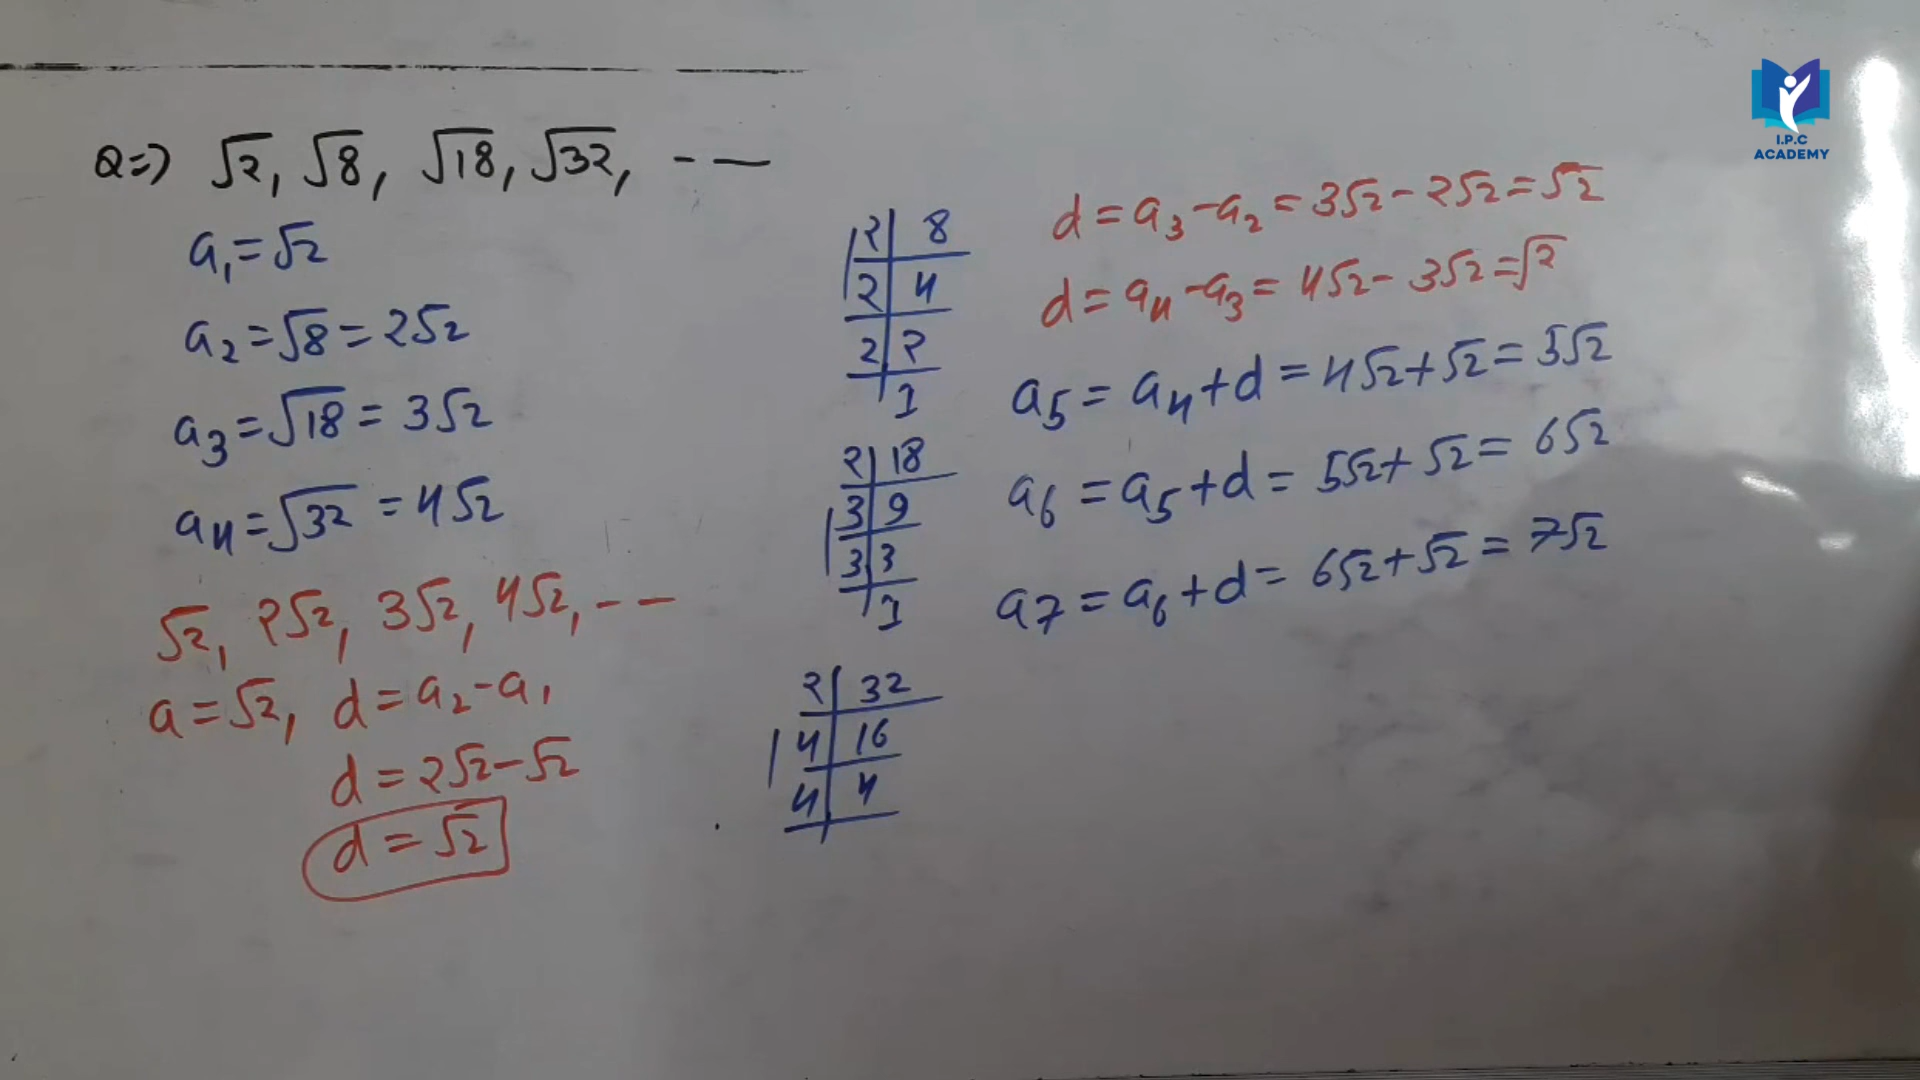 Q=> √2, √8, √18, √32, - —
a₁=√2
a₂=√8=2√2
a₃=√18=3√2
a₄=√32=4√2
√2, 2√2, 3√2, 4√2, - -
a=√2, d=a₂-a₁
d=2√2-√2
d=√2
2|8
2|4
2|2
1
2|18
3|9
3|3
1
2|32
4|16
4|4
d=a₃-a₂=3√2-2√2=√2
d=a₄-a₃=4√2-3√2=√2
a₅=a₄+d=4√2+√2=5√2
a₆=a₅+d=5√2+√2=6√2
a₇=a₆+d=6√2+√2=7√2
I.P.C
ACADEMY